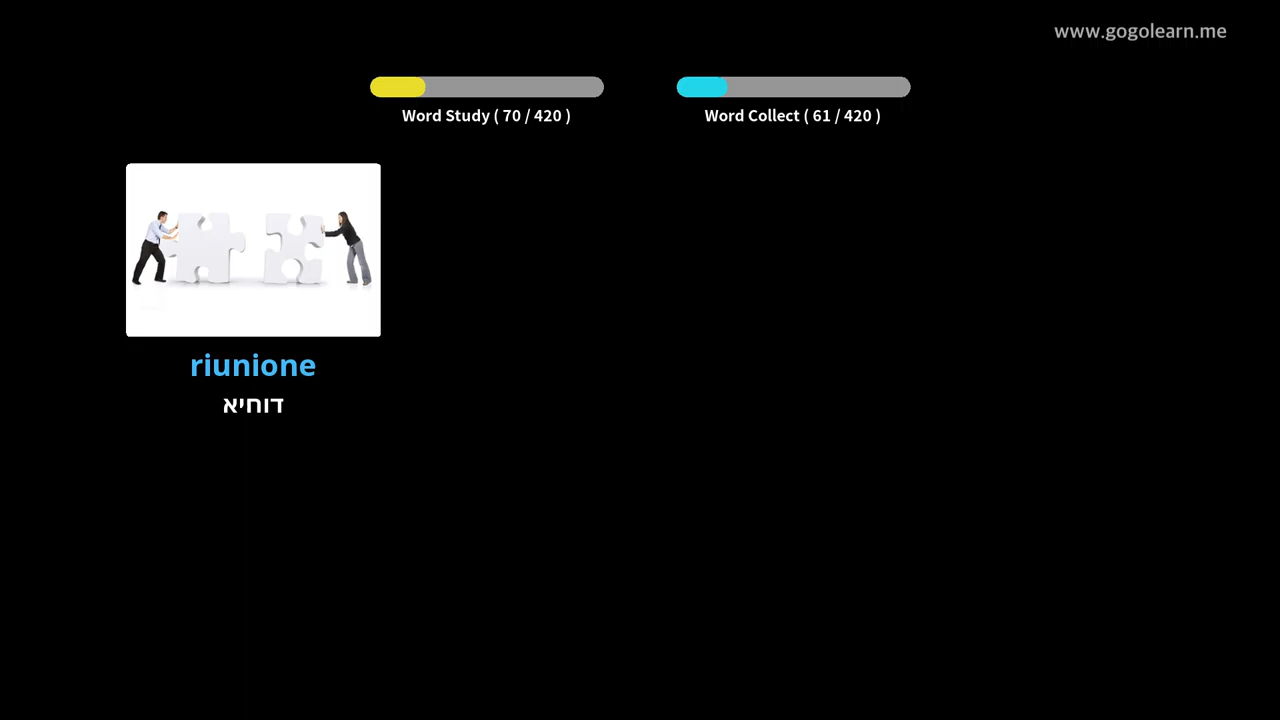 www.gogolearn.me
Word Study ( 70 / 420 )
Word Collect ( 61 / 420 )
riunione
דוחיא